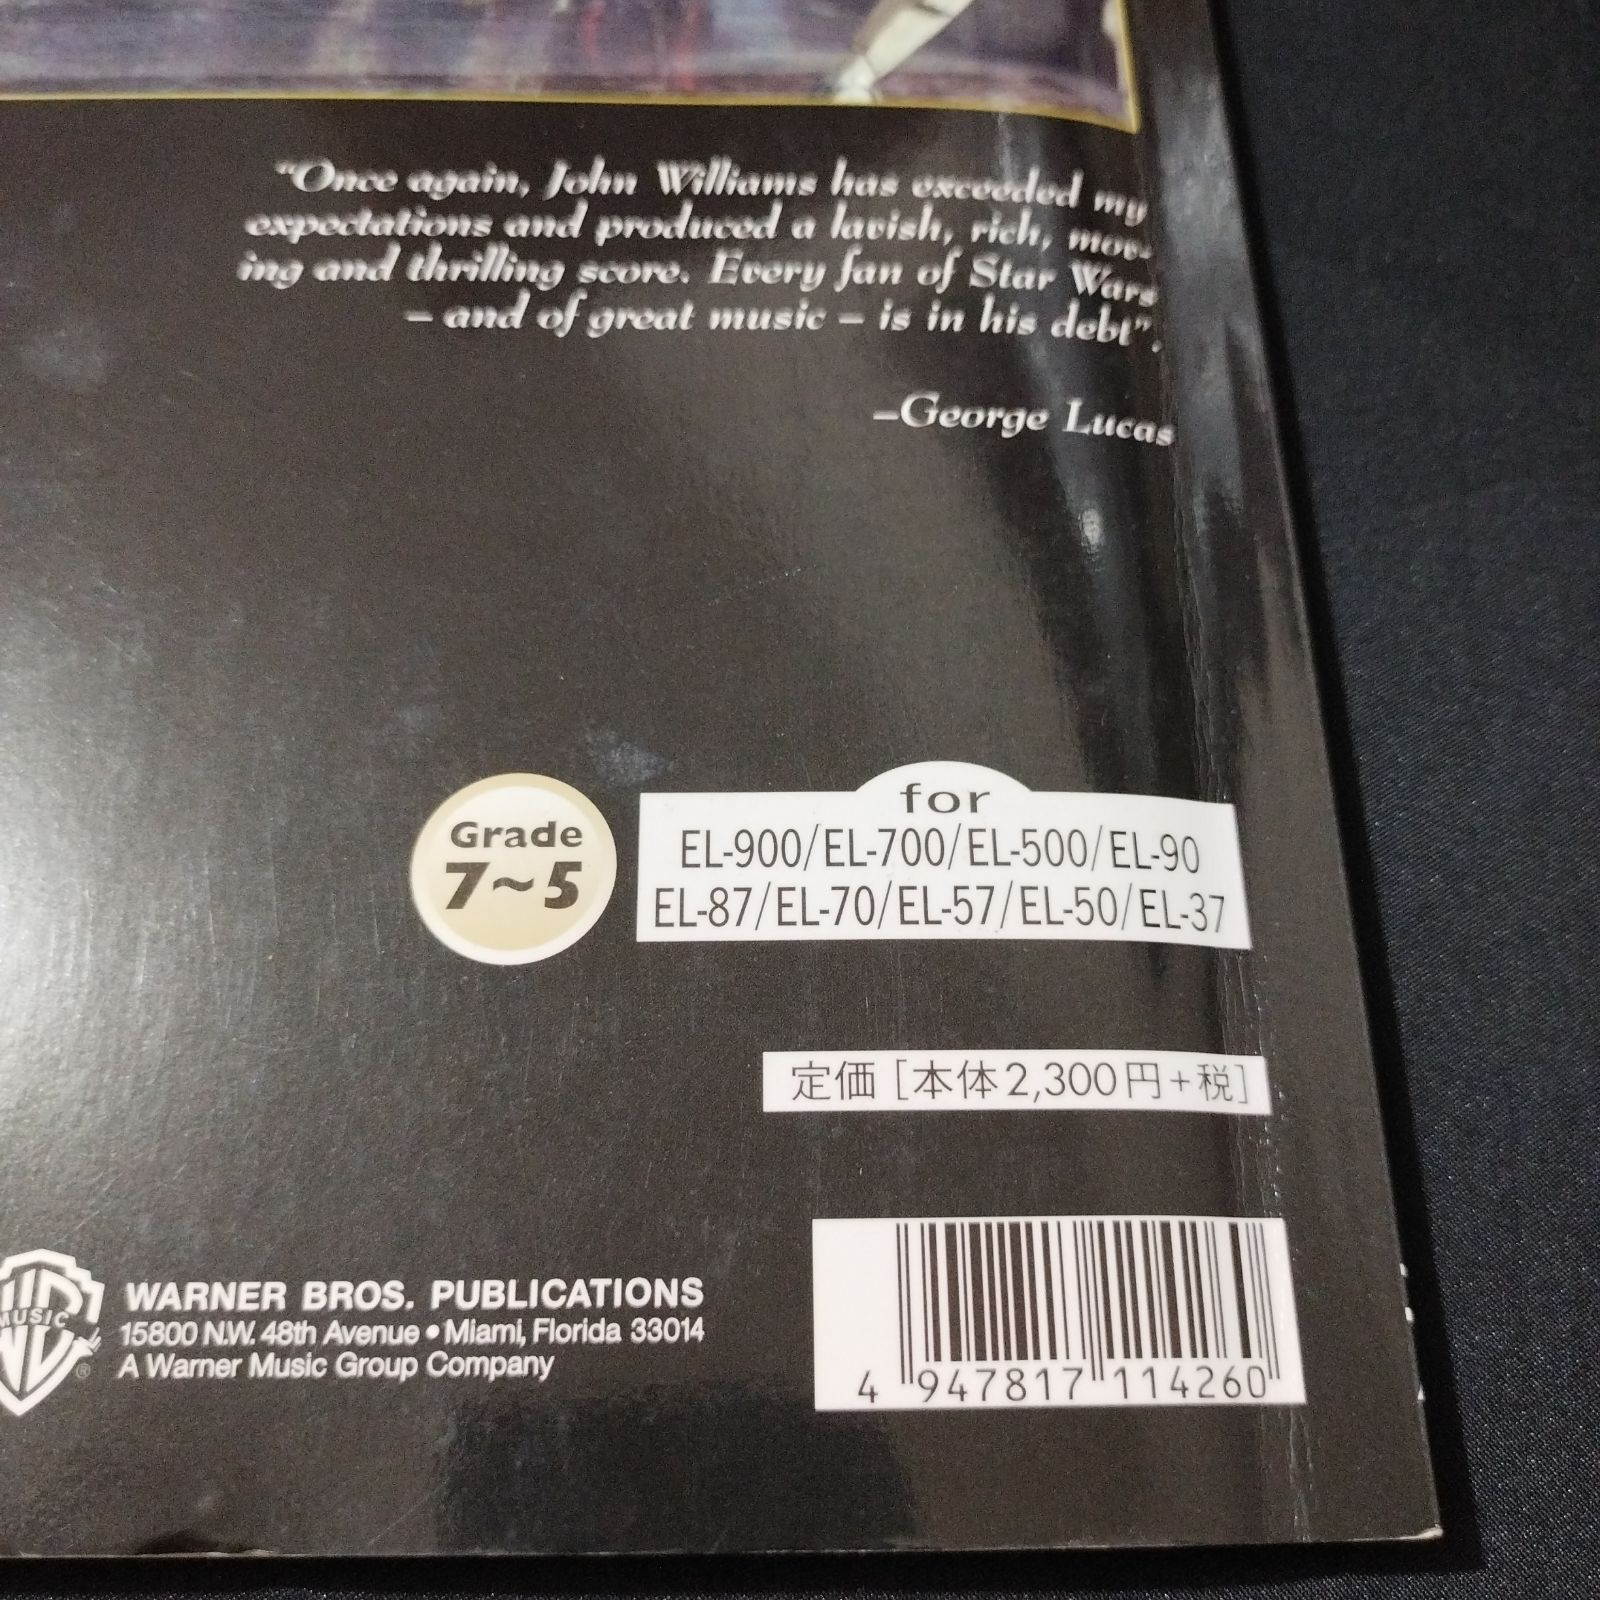 "Once again, John Williams has exceeded my
expectations and produced a lavish, rich, mov-
ing and thrilling score. Every fan of Star Wars
– and of great music – is in his debt".
–George Lucas
Grade
7~5
for
EL-900/EL-700/EL-500/EL-90
EL-87/EL-70/EL-57/EL-50/EL-37
定価 [本体2,300円+税]
MUSIC
®
WARNER BROS. PUBLICATIONS
15800 N.W. 48th Avenue • Miami, Florida 33014
A Warner Music Group Company
4 947817 114260